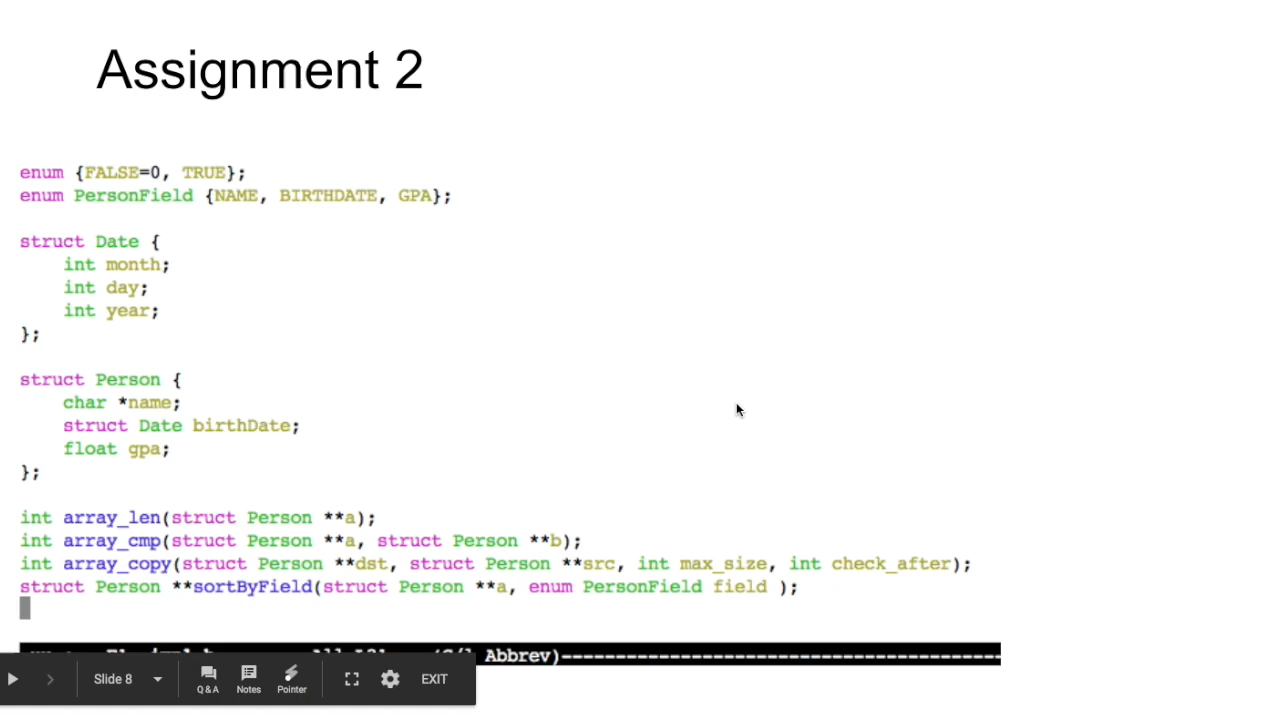 Assignment 2
enum {FALSE=0, TRUE};
enum PersonField {NAME, BIRTHDATE, GPA};
struct Date {
int month;
int day;
int year;
};
struct Person {
char *name;
struct Date birthDate;
float gpa;
};
int array_len(struct Person **a);
int array_cmp(struct Person **a, struct Person **b);
int array_copy(struct Person **dst, struct Person **src, int max_size, int check_after);
struct Person **sortByField(struct Person **a, enum PersonField field );
Abbrev)
Slide 8
Q & A
Notes
Pointer
EXIT